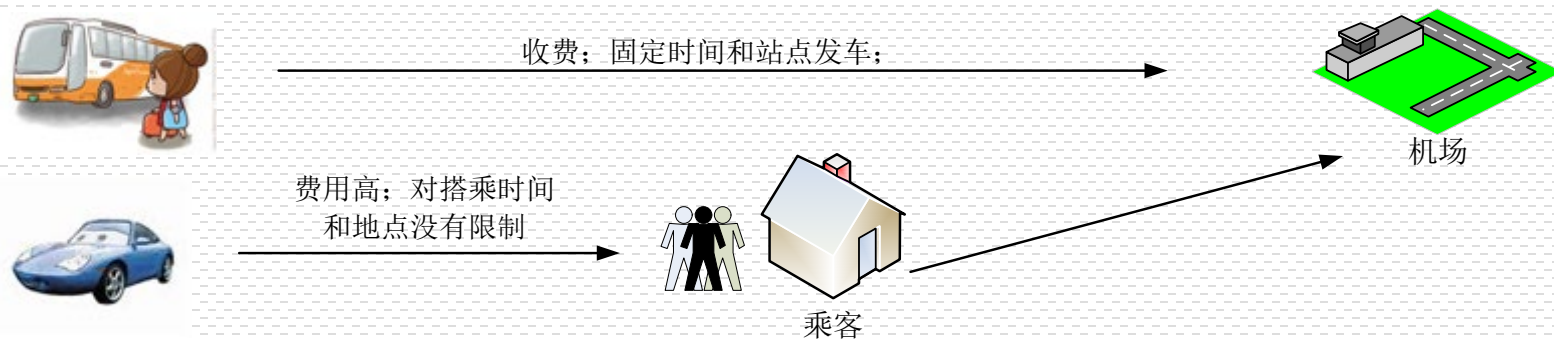 收费；固定时间和站点发车；
机场
费用高；对搭乘时间
和地点没有限制
乘客